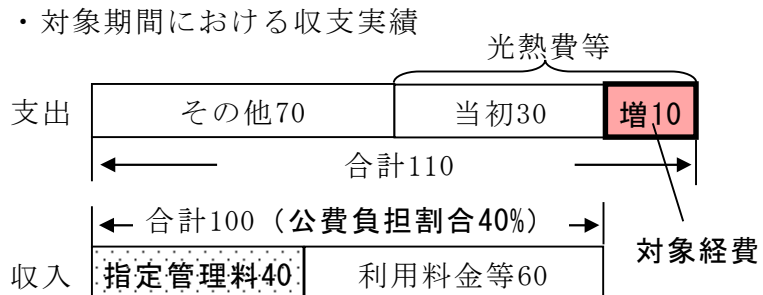 ・対象期間における収支実績
光熱費等
支出 その他70 当初30 増10
合計110
合計100（公費負担割合40%）
対象経費
収入 指定管理料40 利用料金等60